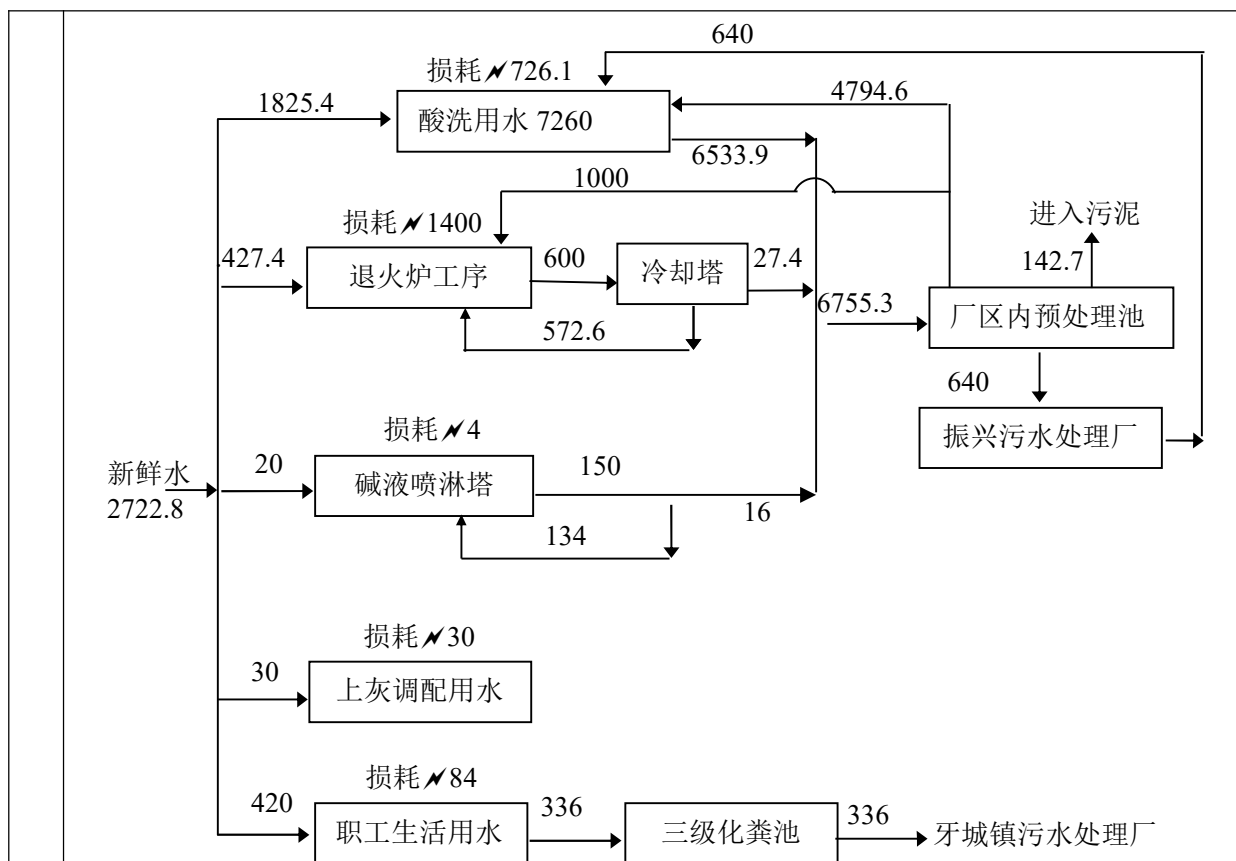 640
损耗 726.1
1825.4
4794.6
酸洗用水 7260
6533.9
1000
损耗 1400
进入污泥
.427.4
600
27.4
142.7
退火炉工序
冷却塔
6755.3
厂区内预处理池
572.6
640
损耗 4
振兴污水处理厂
新鲜水
2722.8
20
碱液喷淋塔
150
16
134
损耗 30
30
上灰调配用水
损耗 84
420
职工生活用水
336
三级化粪池
336
牙城镇污水处理厂